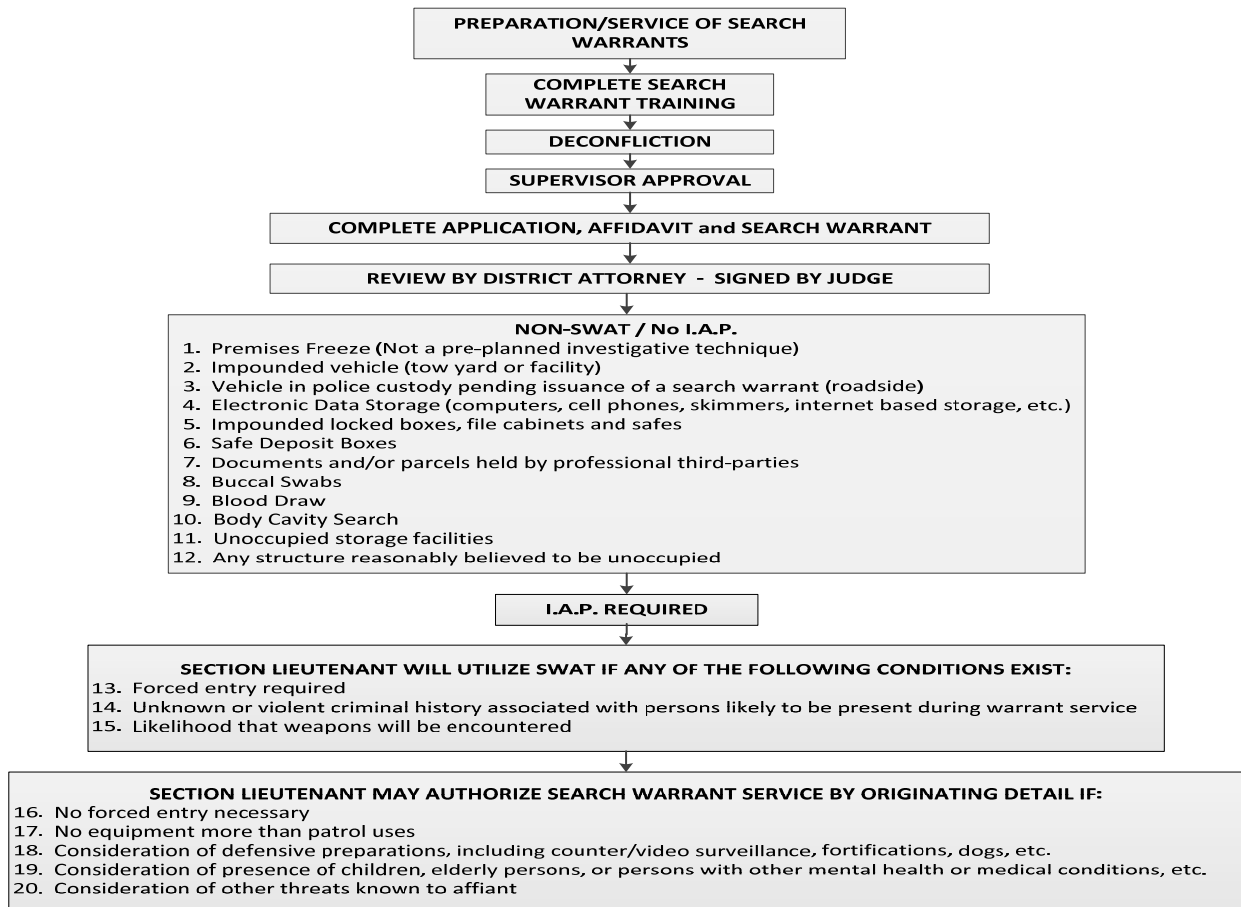 PREPARATION/SERVICE OF SEARCH
WARRANTS
COMPLETE SEARCH
WARRANT TRAINING
DECONFLICTION
SUPERVISOR APPROVAL
COMPLETE APPLICATION, AFFIDAVIT and SEARCH WARRANT
REVIEW BY DISTRICT ATTORNEY - SIGNED BY JUDGE
NON-SWAT / No I.A.P.
1. Premises Freeze (Not a pre-planned investigative technique)
2. Impounded vehicle (tow yard or facility)
3. Vehicle in police custody pending issuance of a search warrant (roadside)
4. Electronic Data Storage (computers, cell phones, skimmers, internet based storage, etc.)
5. Impounded locked boxes, file cabinets and safes
6. Safe Deposit Boxes
7. Documents and/or parcels held by professional third-parties
8. Buccal Swabs
9. Blood Draw
10. Body Cavity Search
11. Unoccupied storage facilities
12. Any structure reasonably believed to be unoccupied
I.A.P. REQUIRED
SECTION LIEUTENANT WILL UTILIZE SWAT IF ANY OF THE FOLLOWING CONDITIONS EXIST:
13. Forced entry required
14. Unknown or violent criminal history associated with persons likely to be present during warrant service
15. Likelihood that weapons will be encountered
SECTION LIEUTENANT MAY AUTHORIZE SEARCH WARRANT SERVICE BY ORIGINATING DETAIL IF:
16. No forced entry necessary
17. No equipment more than patrol uses
18. Consideration of defensive preparations, including counter/video surveillance, fortifications, dogs, etc.
19. Consideration of presence of children, elderly persons, or persons with other mental health or medical conditions, etc.
20. Consideration of other threats known to affiant